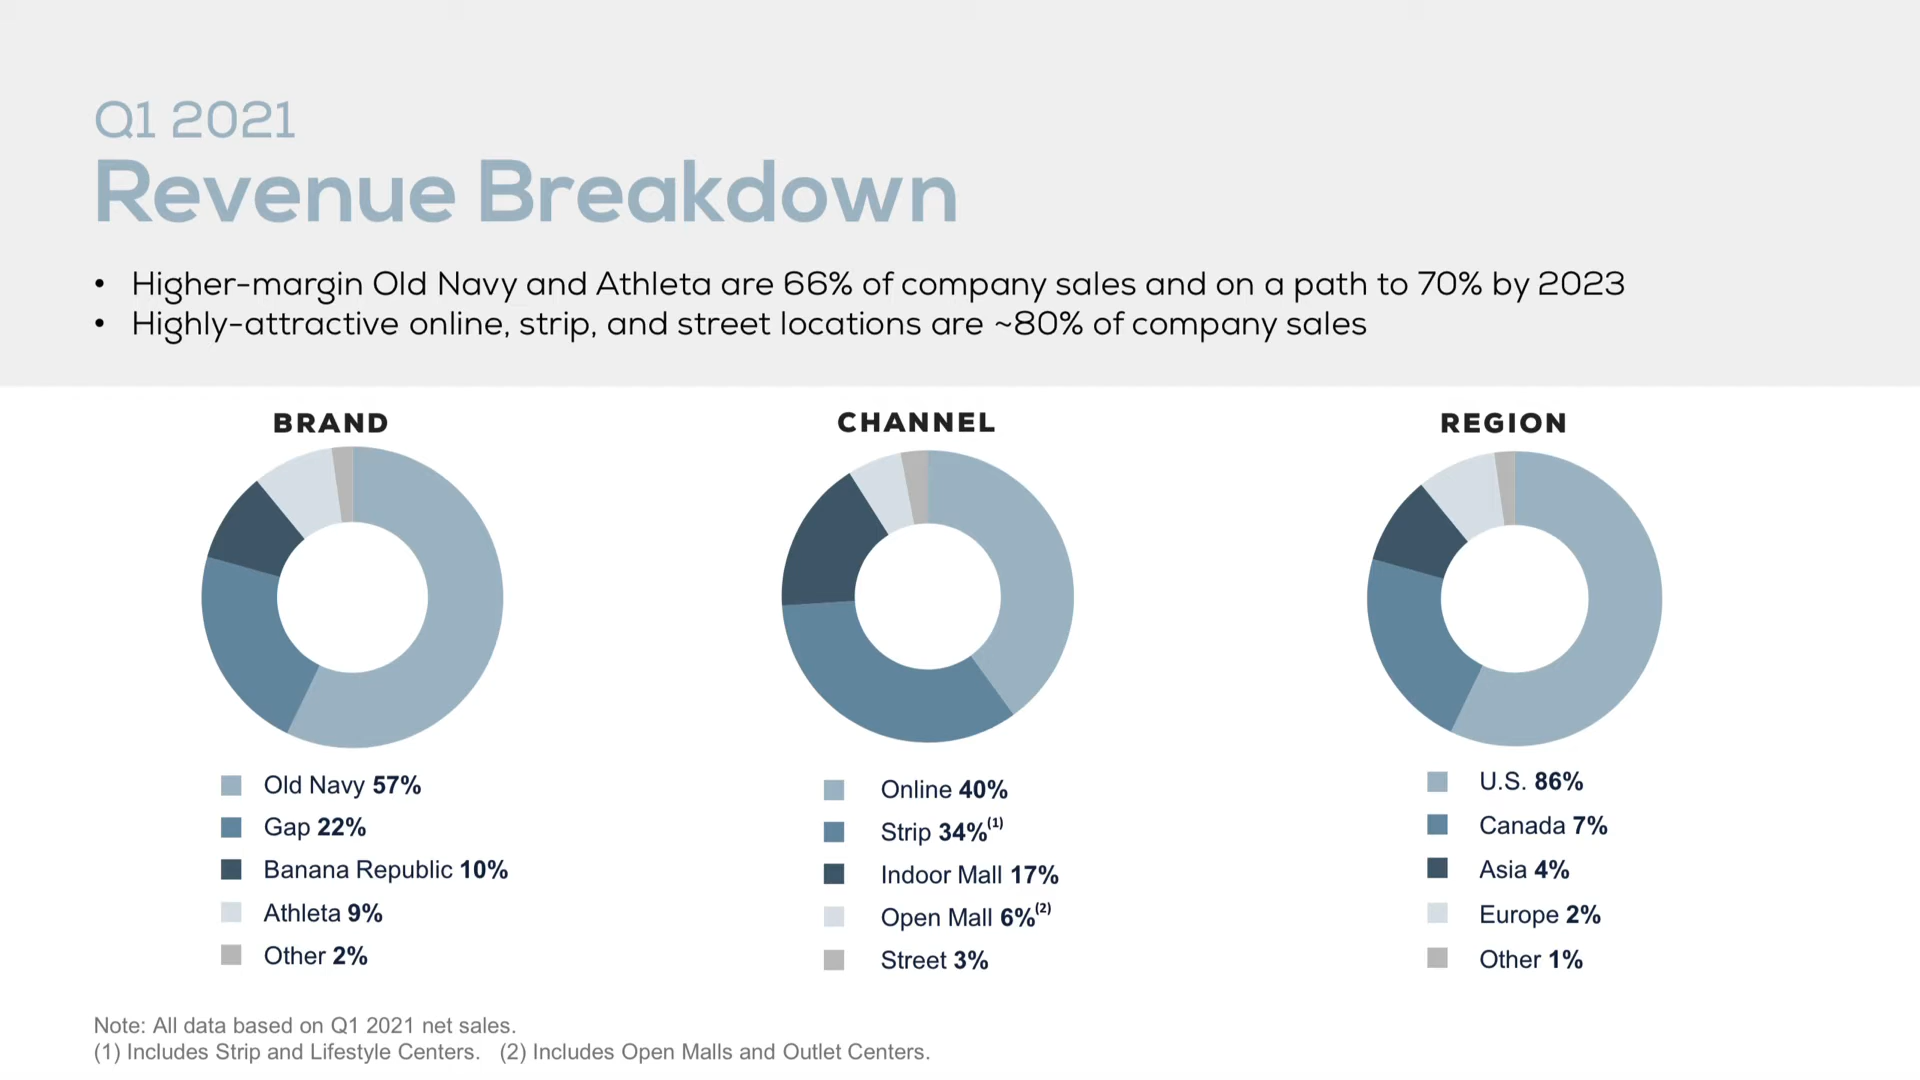 Q1 2021
Revenue Breakdown
• Higher-margin Old Navy and Athleta are 66% of company sales and on a path to 70% by 2023
• Highly-attractive online, strip, and street locations are ~80% of company sales
BRAND
Old Navy 57%
Gap 22%
Banana Republic 10%
Athleta 9%
Other 2%
CHANNEL
Online 40%
Strip 34%(1)
Indoor Mall 17%
Open Mall 6%(2)
Street 3%
REGION
U.S. 86%
Canada 7%
Asia 4%
Europe 2%
Other 1%
Note: All data based on Q1 2021 net sales.
(1) Includes Strip and Lifestyle Centers. (2) Includes Open Malls and Outlet Centers.